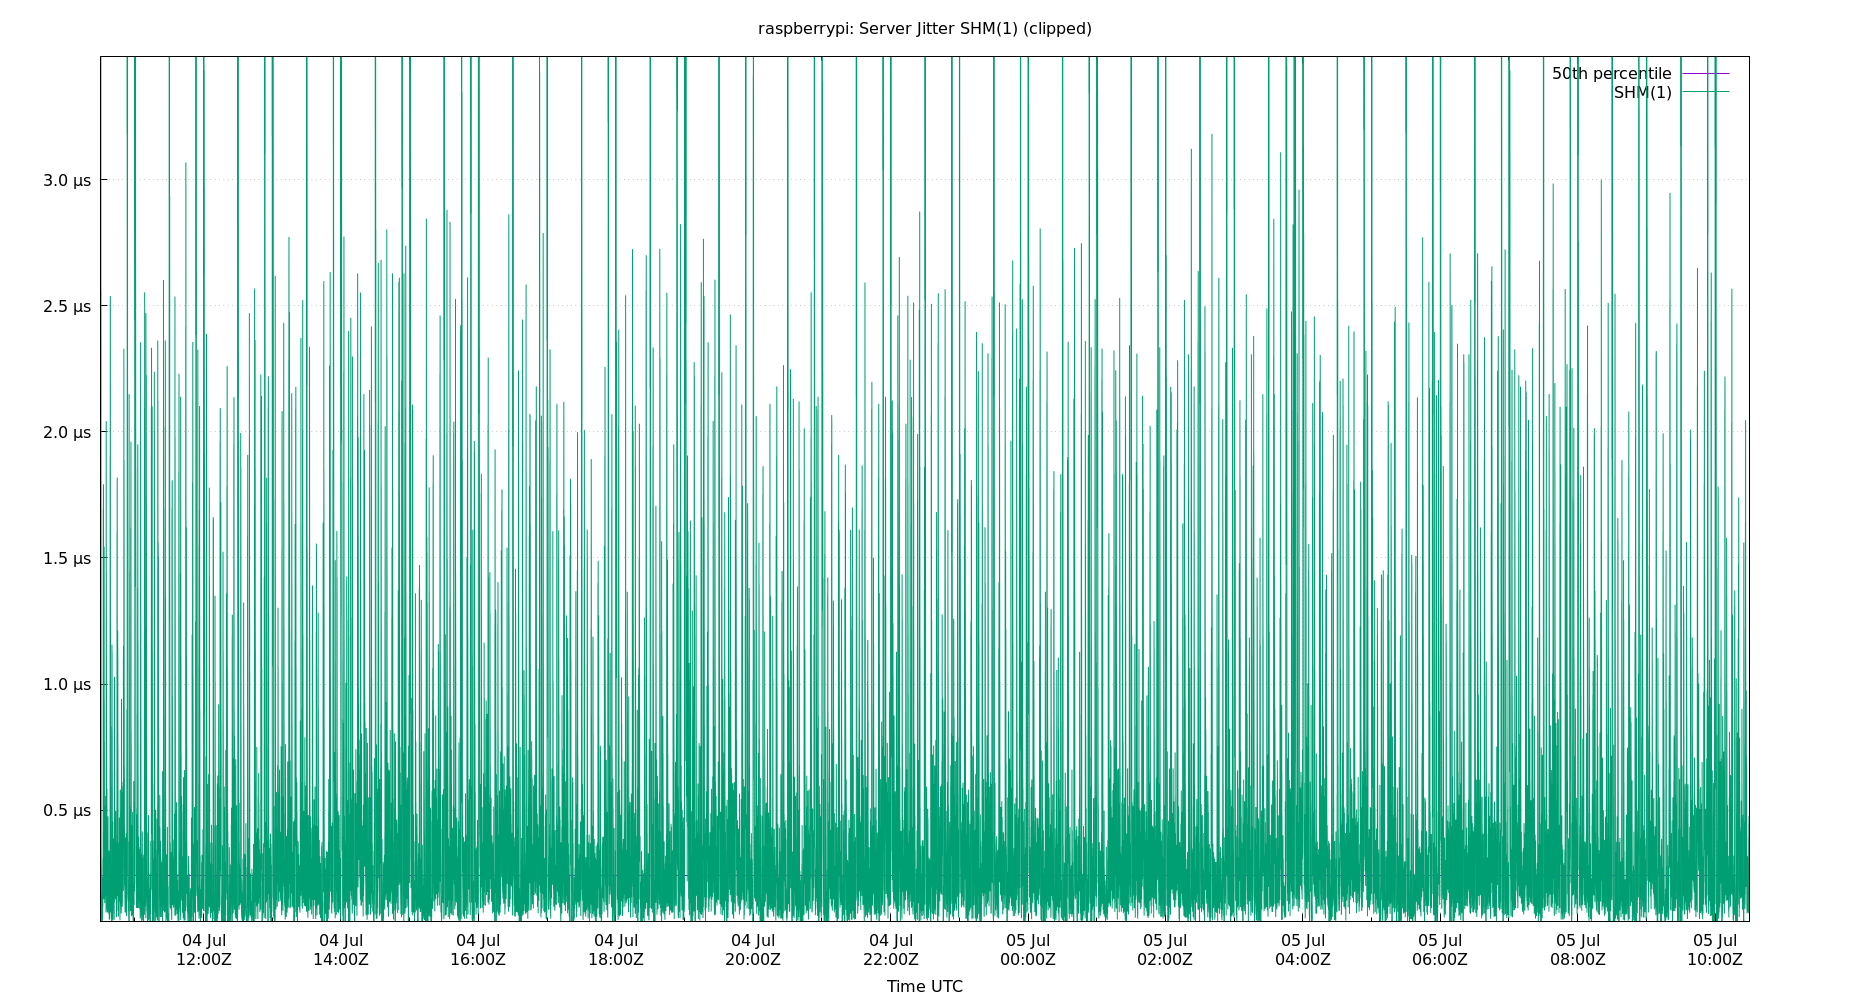 raspberrypi: Server Jitter SHM(1) (clipped)
50th percentile
SHM(1)
3.0 µs
2.5 µs
2.0 µs
1.5 µs
1.0 µs
0.5 µs
04 Jul 04 Jul 04 Jul 04 Jul 04 Jul 04 Jul 05 Jul 05 Jul 05 Jul 05 Jul 05 Jul 05 Jul
12:00Z 14:00Z 16:00Z 18:00Z 20:00Z 22:00Z 00:00Z 02:00Z 04:00Z 06:00Z 08:00Z 10:00Z
Time UTC